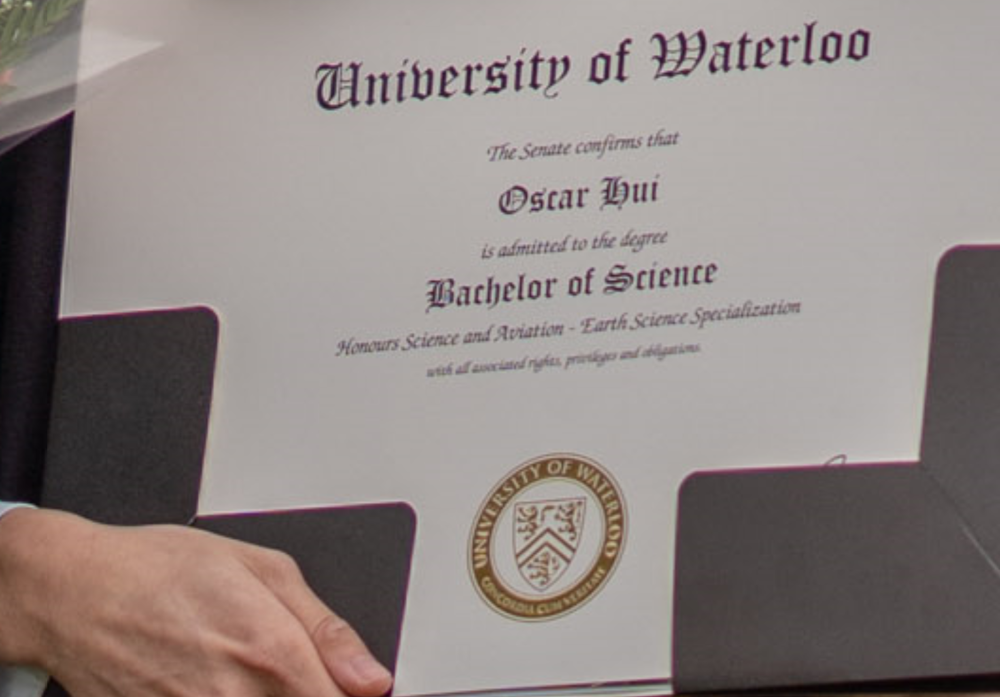 University of Waterloo
The Senate confirms that
Oscar Hui
is admitted to the degree
Bachelor of Science
Honours Science and Aviation - Earth Science Specialization
with all associated rights, privileges and obligations.
UNIVERSITY OF WATERLOO
CONCORDIA CUM VERITATE